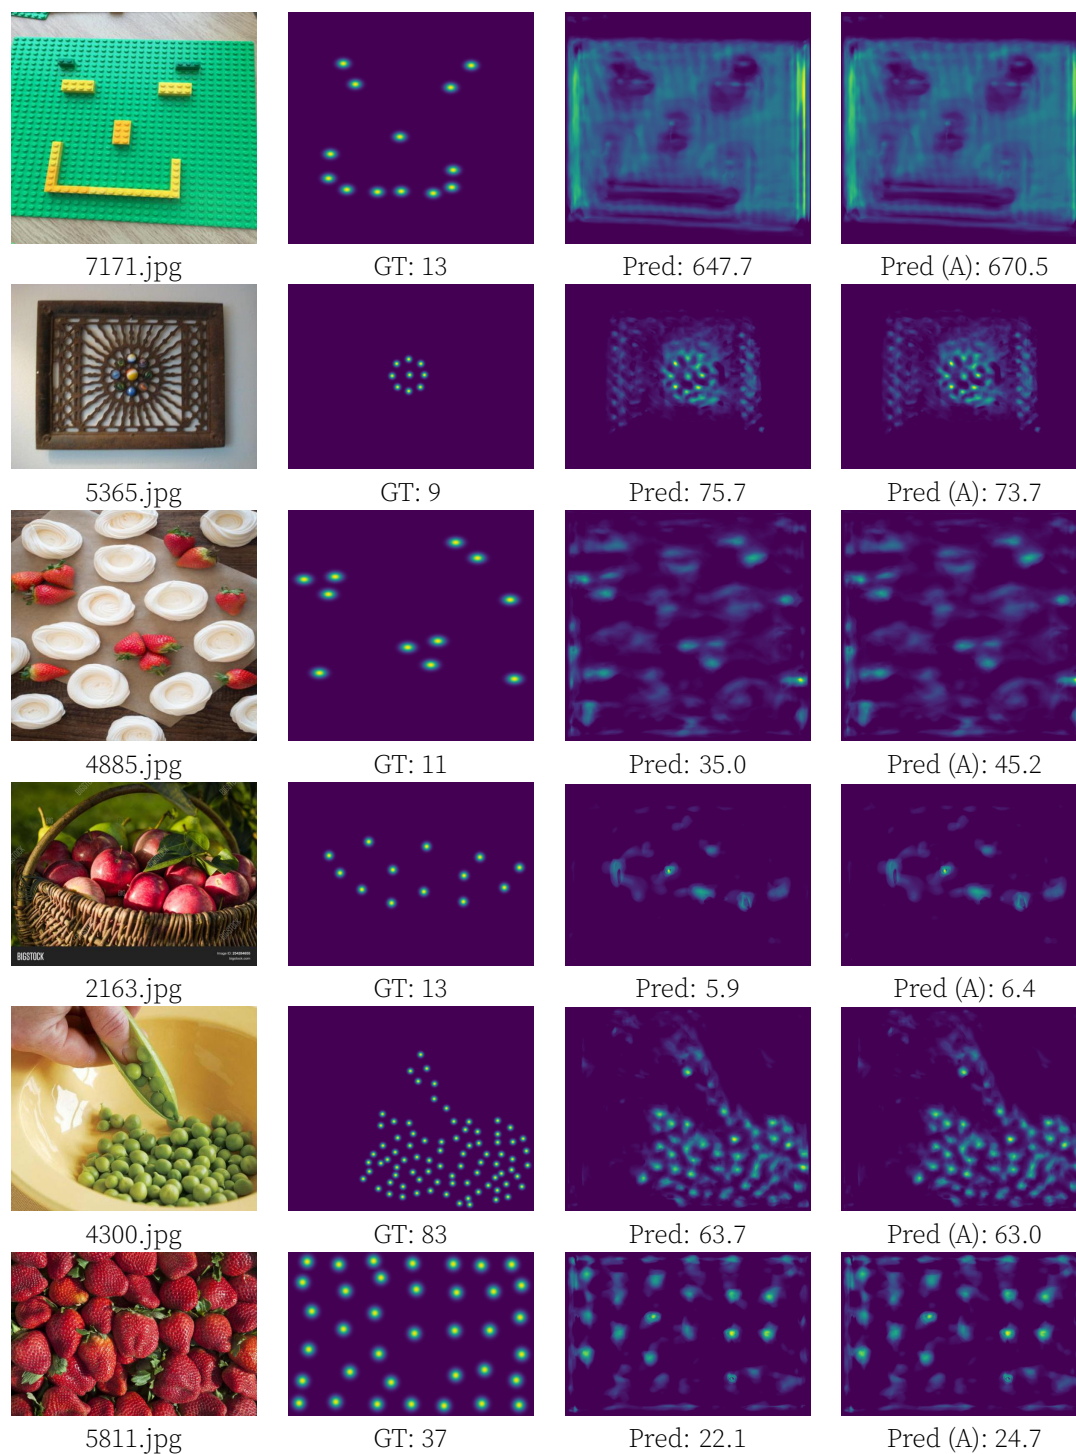 7171.jpg GT: 13 Pred: 647.7 Pred (A): 670.5
5365.jpg GT: 9 Pred: 75.7 Pred (A): 73.7
4885.jpg GT: 11 Pred: 35.0 Pred (A): 45.2
BIGSTOCK
2163.jpg GT: 13 Pred: 5.9 Pred (A): 6.4
4300.jpg GT: 83 Pred: 63.7 Pred (A): 63.0
5811.jpg GT: 37 Pred: 22.1 Pred (A): 24.7